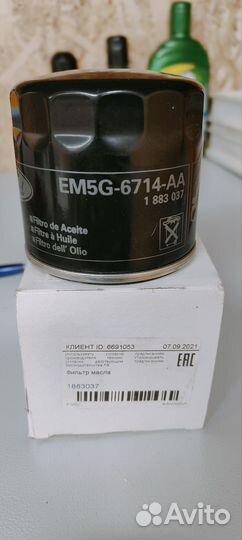 EM5G-6714-AA
1 883 037
Filtro de Aceite
Filtre à Huile
Filtro dell' Olio
КЛИЕНТ ID: 6691053 07.09.2021
EAC
Фильтр масла
1883037
Avito